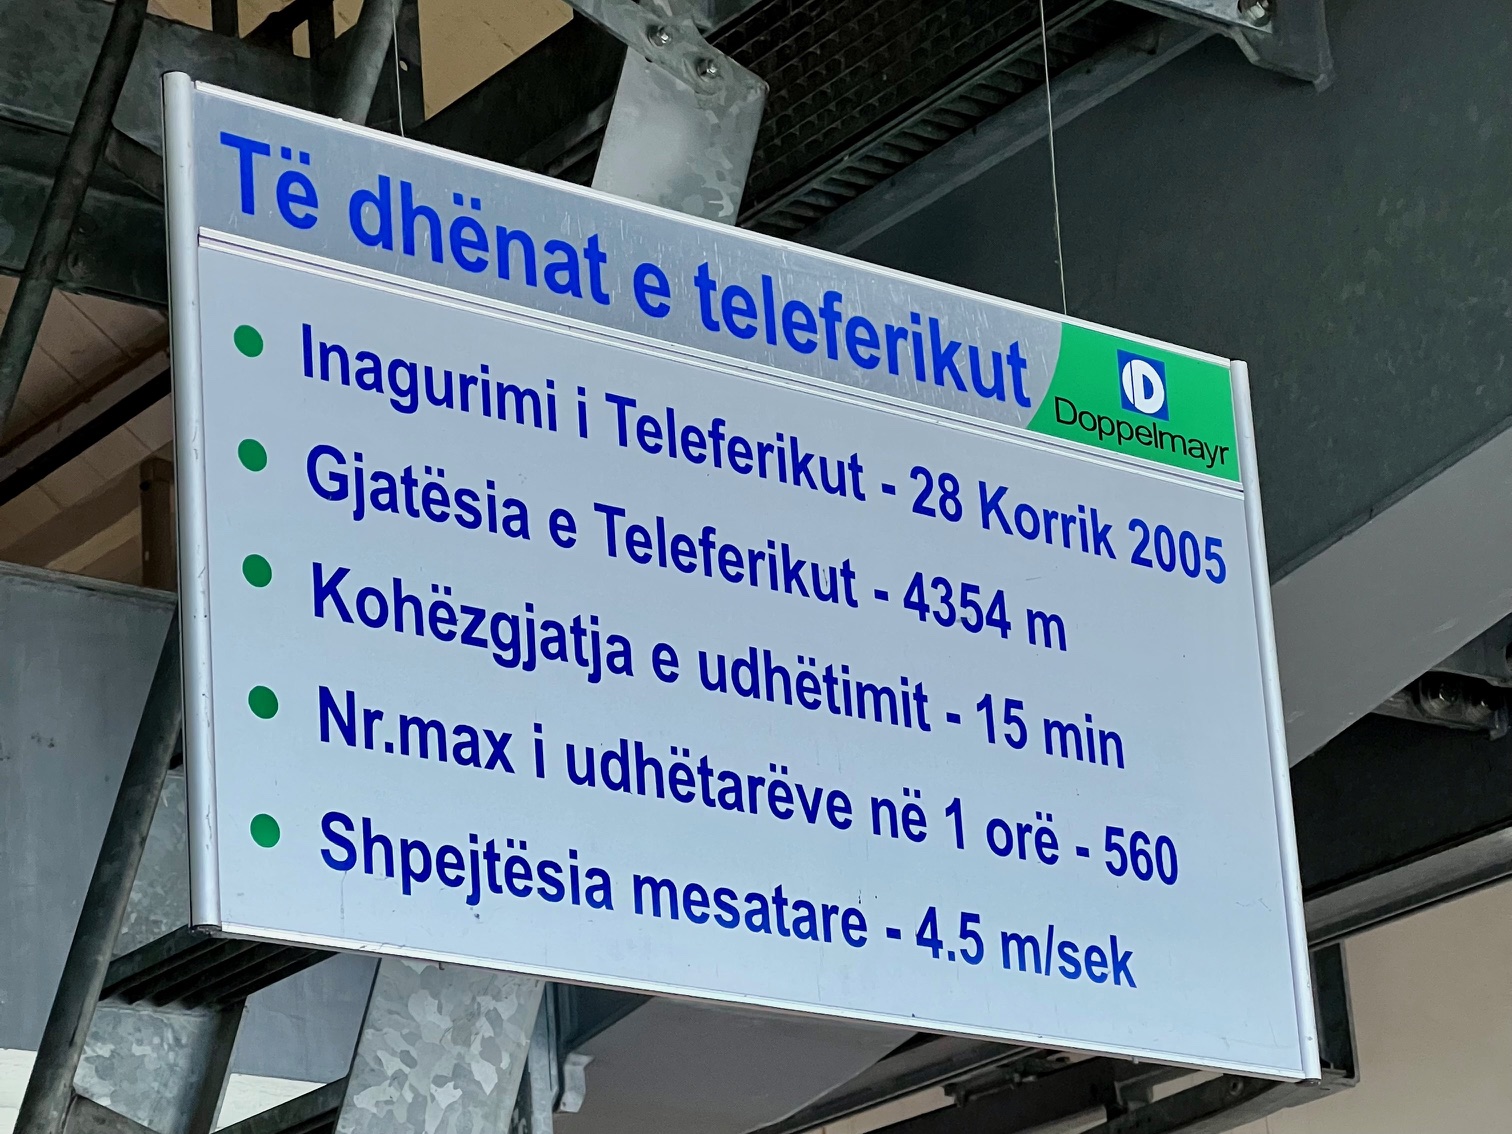 Të dhënat e teleferikut
Doppelmayr
Inagurimi i Teleferikut - 28 Korrik 2005
Gjatësia e Teleferikut - 4354 m
Kohëzgjatja e udhëtimit - 15 min
Nr.max i udhëtarëve në 1 orë - 560
Shpejtësia mesatare - 4.5 m/sek